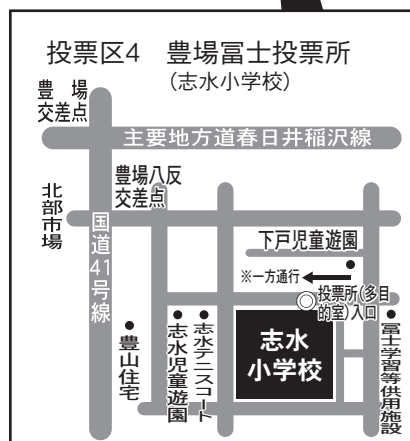 投票区4　豊場冨士投票所
(志水小学校)
豊　場
交差点
主要地方道春日井稲沢線
豊場八反
交差点
北部市場
国道41号線
下戸児童遊園
※一方通行
投票所(多目
的室)入口
志水
小学校
豊山住宅
志水児童遊園
志水テニスコート
冨士学習等供用施設